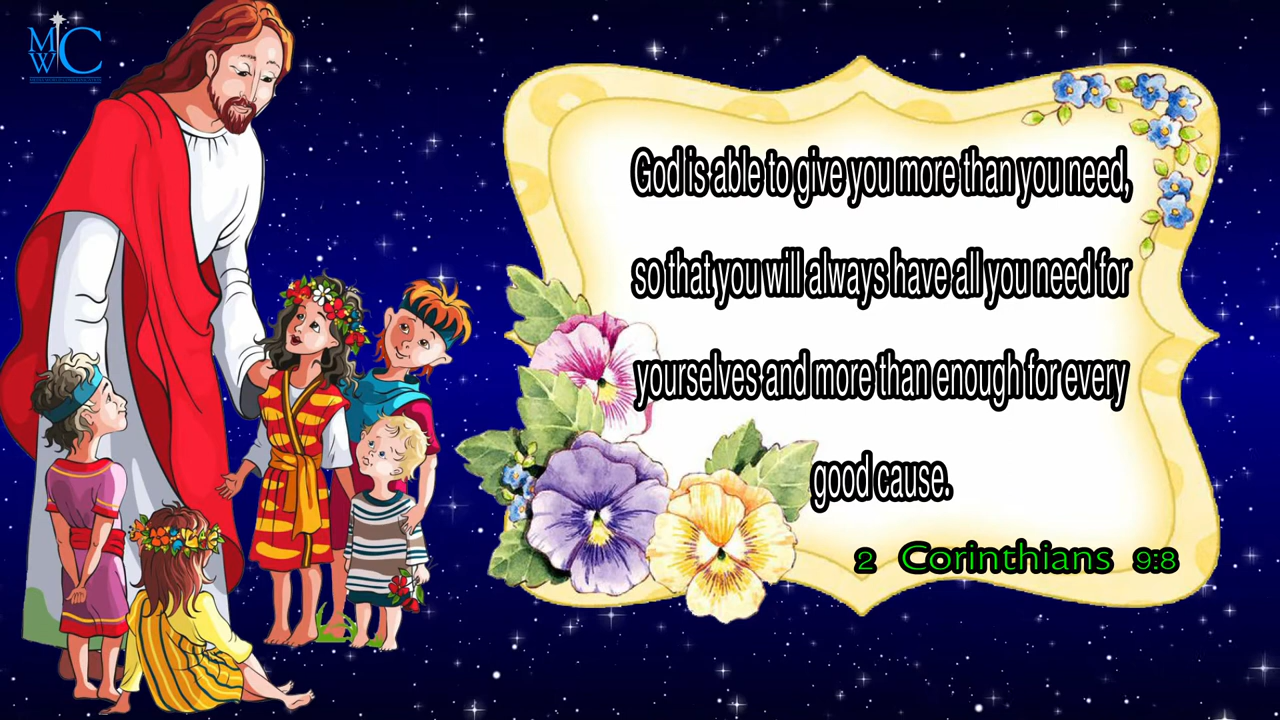 MWC
God is able to give you more than you need,
so that you will always have all you need for
yourselves and more than enough for every
good cause.
2 Corinthians 9:8